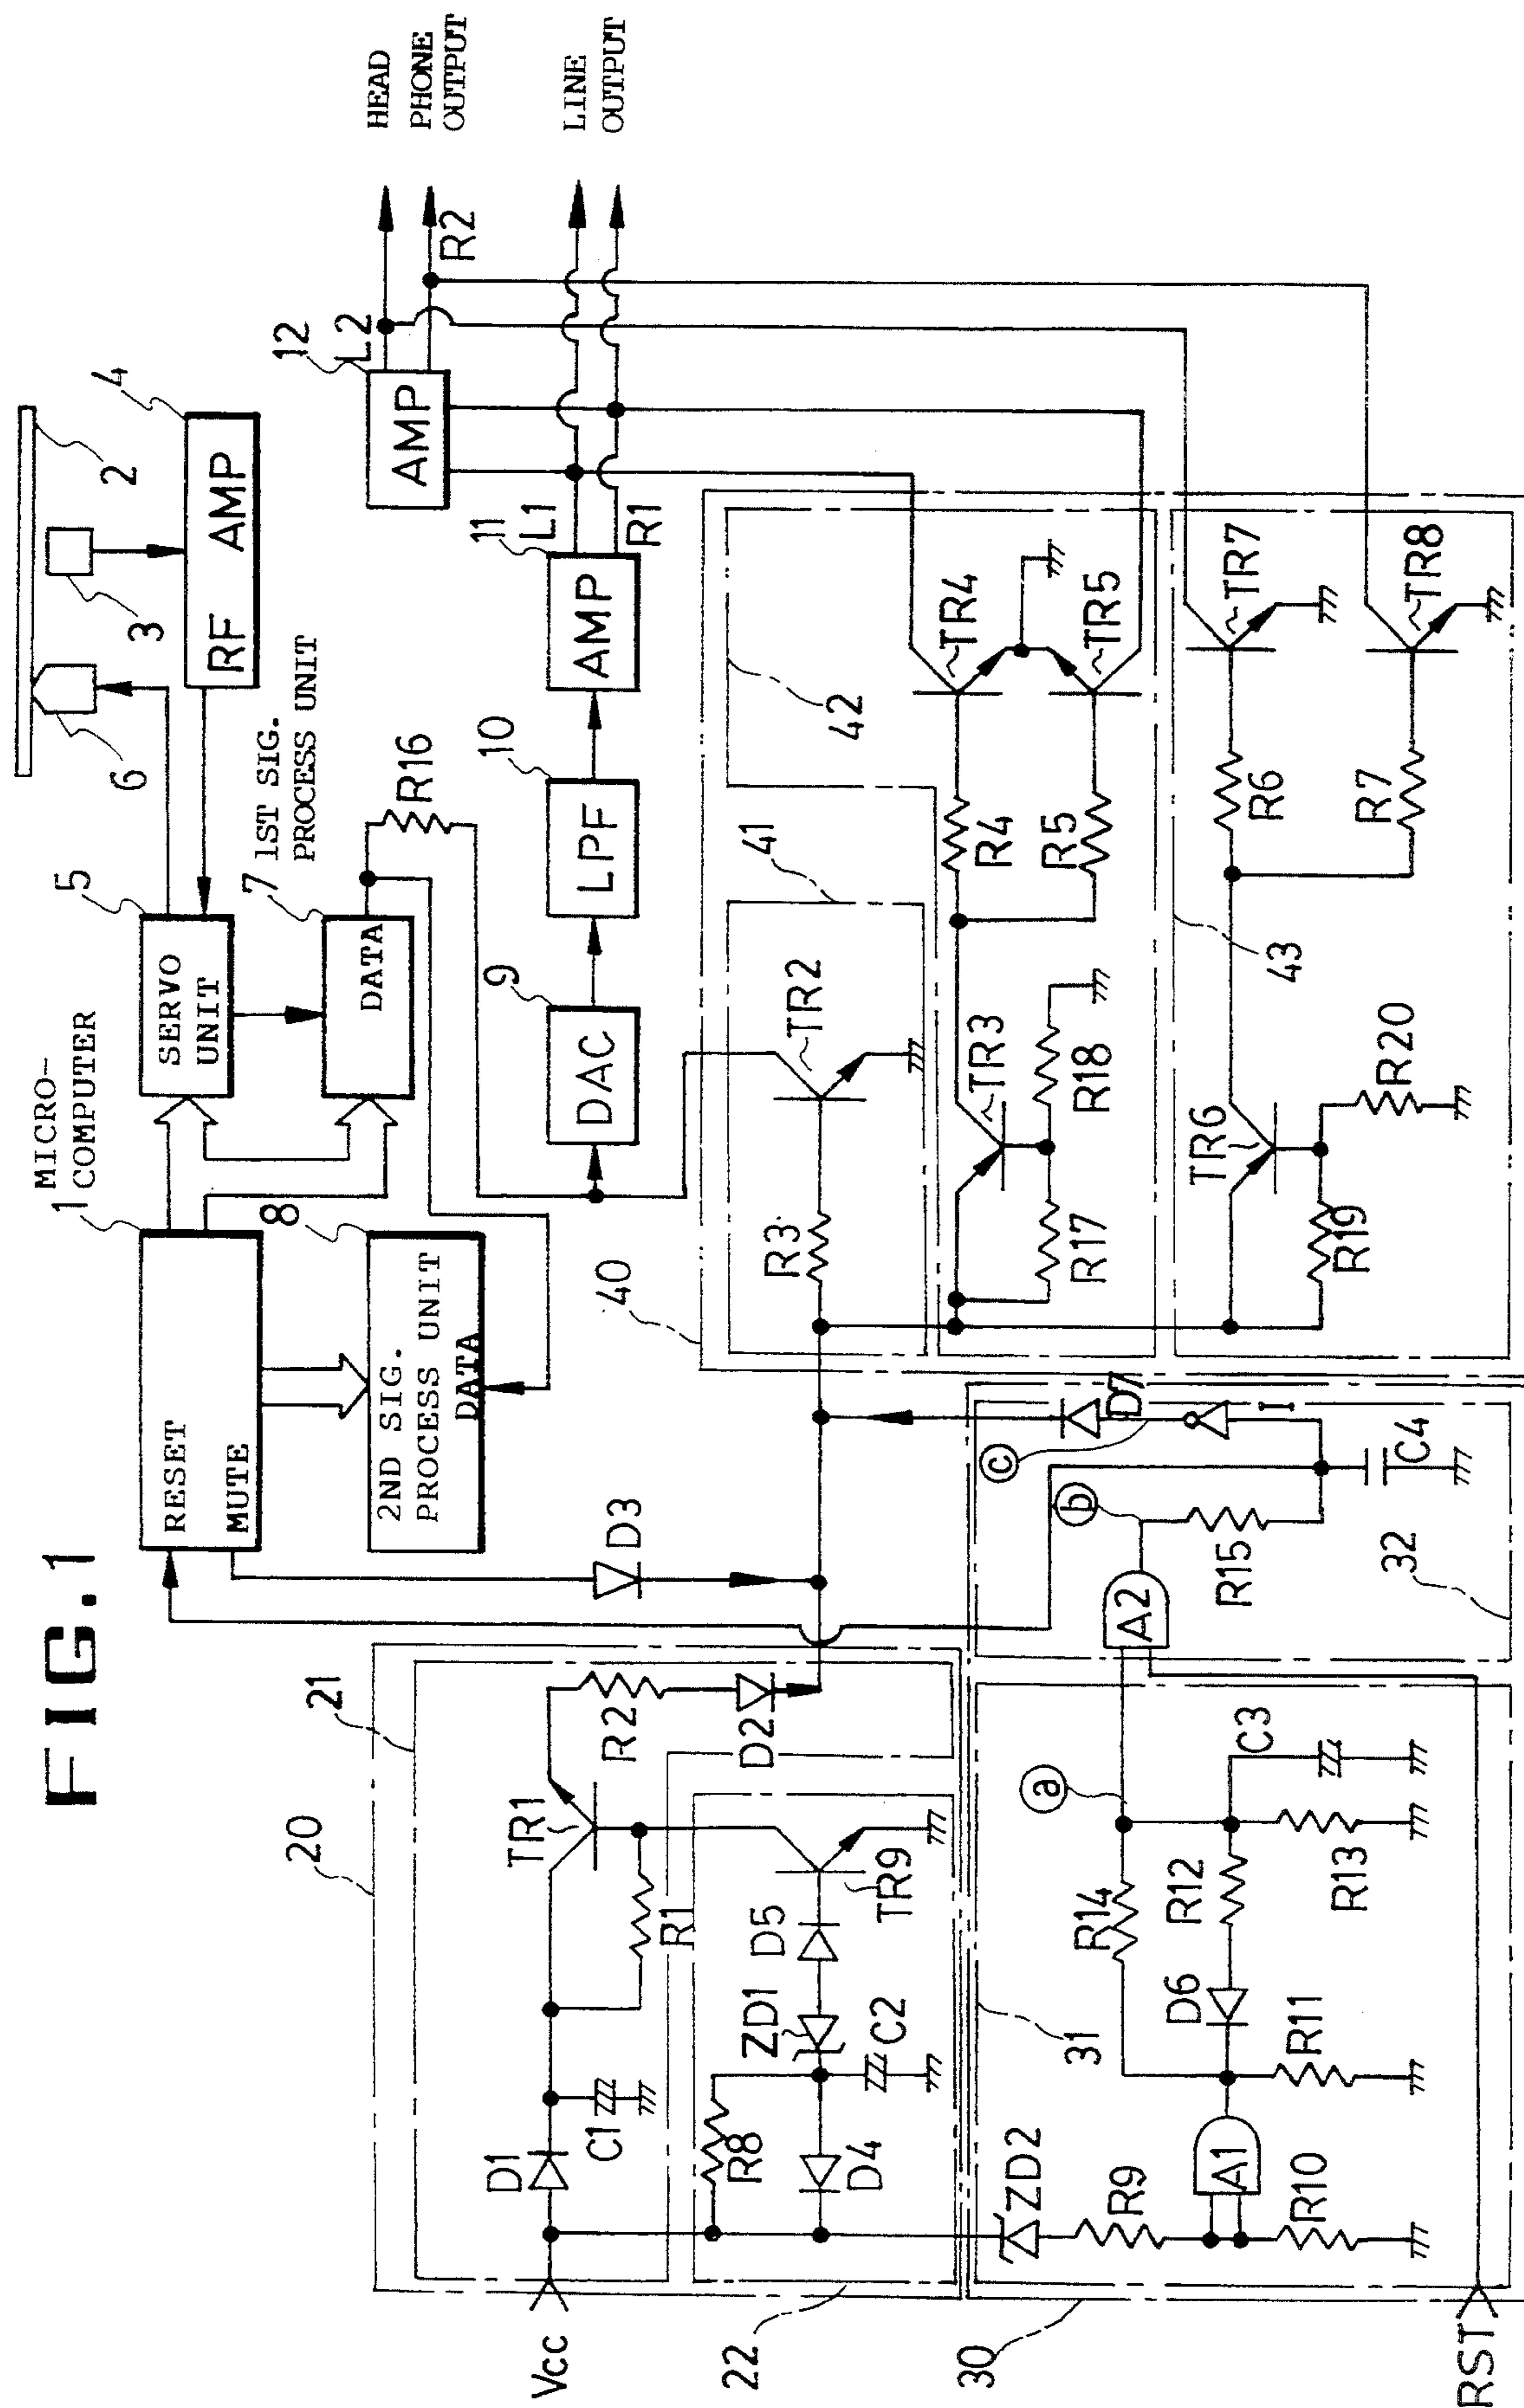 FIG.1
HEAD
PHONE
OUTPUT
LINE
OUTPUT
R2
L2
12
AMP
2
4
RF AMP
3
6
5
SERVO
UNIT
7
1ST SIG.
PROCESS UNIT
DATA
R16
MICRO-
COMPUTER
1
RESET
MUTE
8
2ND SIG.
PROCESS UNIT
DATA
9
DAC
10
LPF
11
AMP
L1
R1
D3
20
21
Vcc
D1
C1
TR1
R1
R2
D2
R8
ZD1
D5
D4
C2
TR9
22
40
41
42
R3
TR2
TR3
R17
R18
R4
R5
TR4
TR5
43
TR6
R19
R20
R6
R7
TR7
TR8
30
31
ZD2
R9
R10
A1
R11
D6
R12
R14
R13
C3
a
A2
b
R15
c
D7
I
C4
32
RST